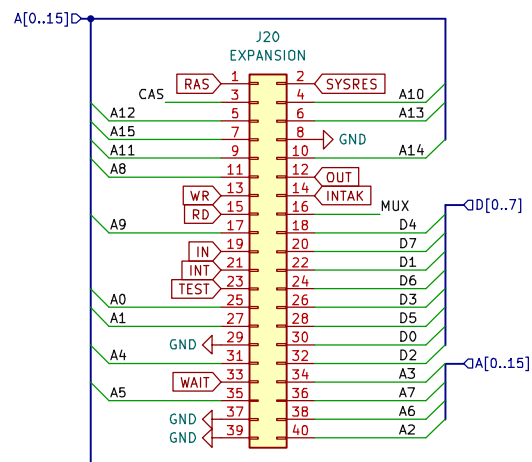 A[0..15]
J20
EXPANSION
RAS 1 2 SYSRES
CAS 3 4 A10
A12 5 6 A13
A15 7 8 GND
A11 9 10 A14
A8 11 12 OUT
WR 13 14 INTAK
RD 15 16 MUX
D[0..7]
A9 17 18 D4
IN 19 20 D7
INT 21 22 D1
TEST 23 24 D6
A0 25 26 D3
A1 27 28 D5
GND 29 30 D0
A4 31 32 D2
A[0..15]
WAIT 33 34 A3
A5 35 36 A7
GND 37 38 A6
GND 39 40 A2